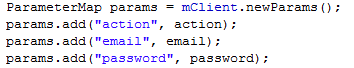 ParameterMap params = mClient.newParams();
params.add("action", action);
params.add("email", email);
params.add("password", password);